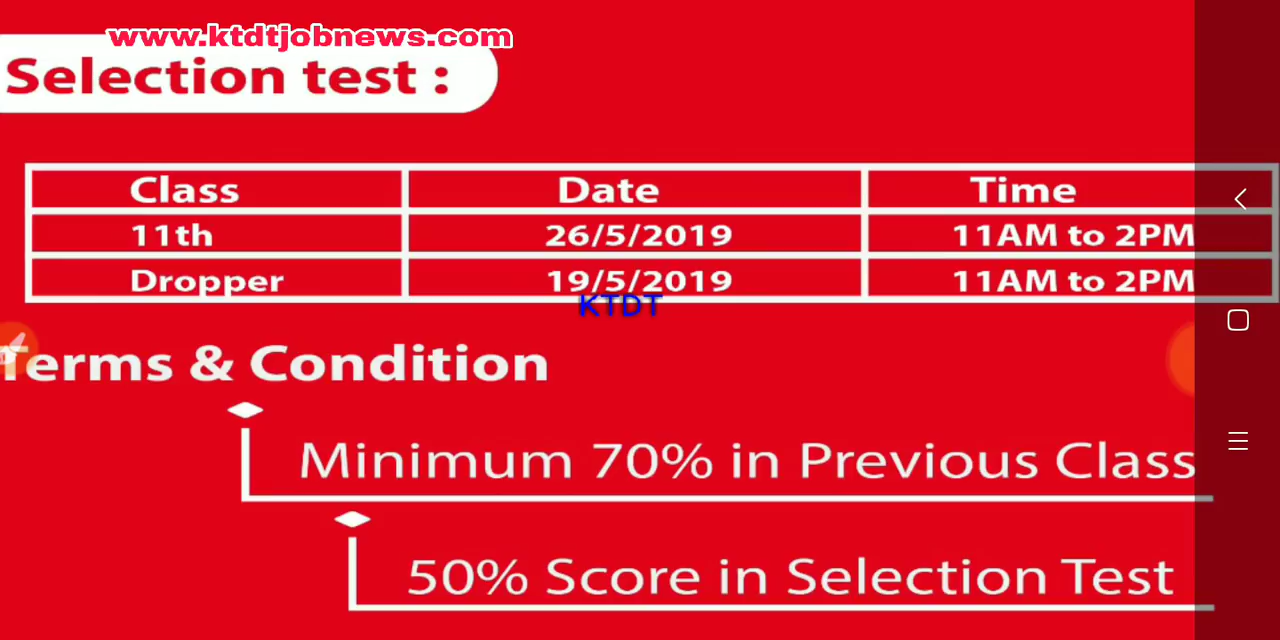 www.ktdtjobnews.com
Selection test :
Class Date Time
11th 26/5/2019 11AM to 2PM
Dropper 19/5/2019 11AM to 2PM
KTDT
Terms & Condition
Minimum 70% in Previous Class
50% Score in Selection Test